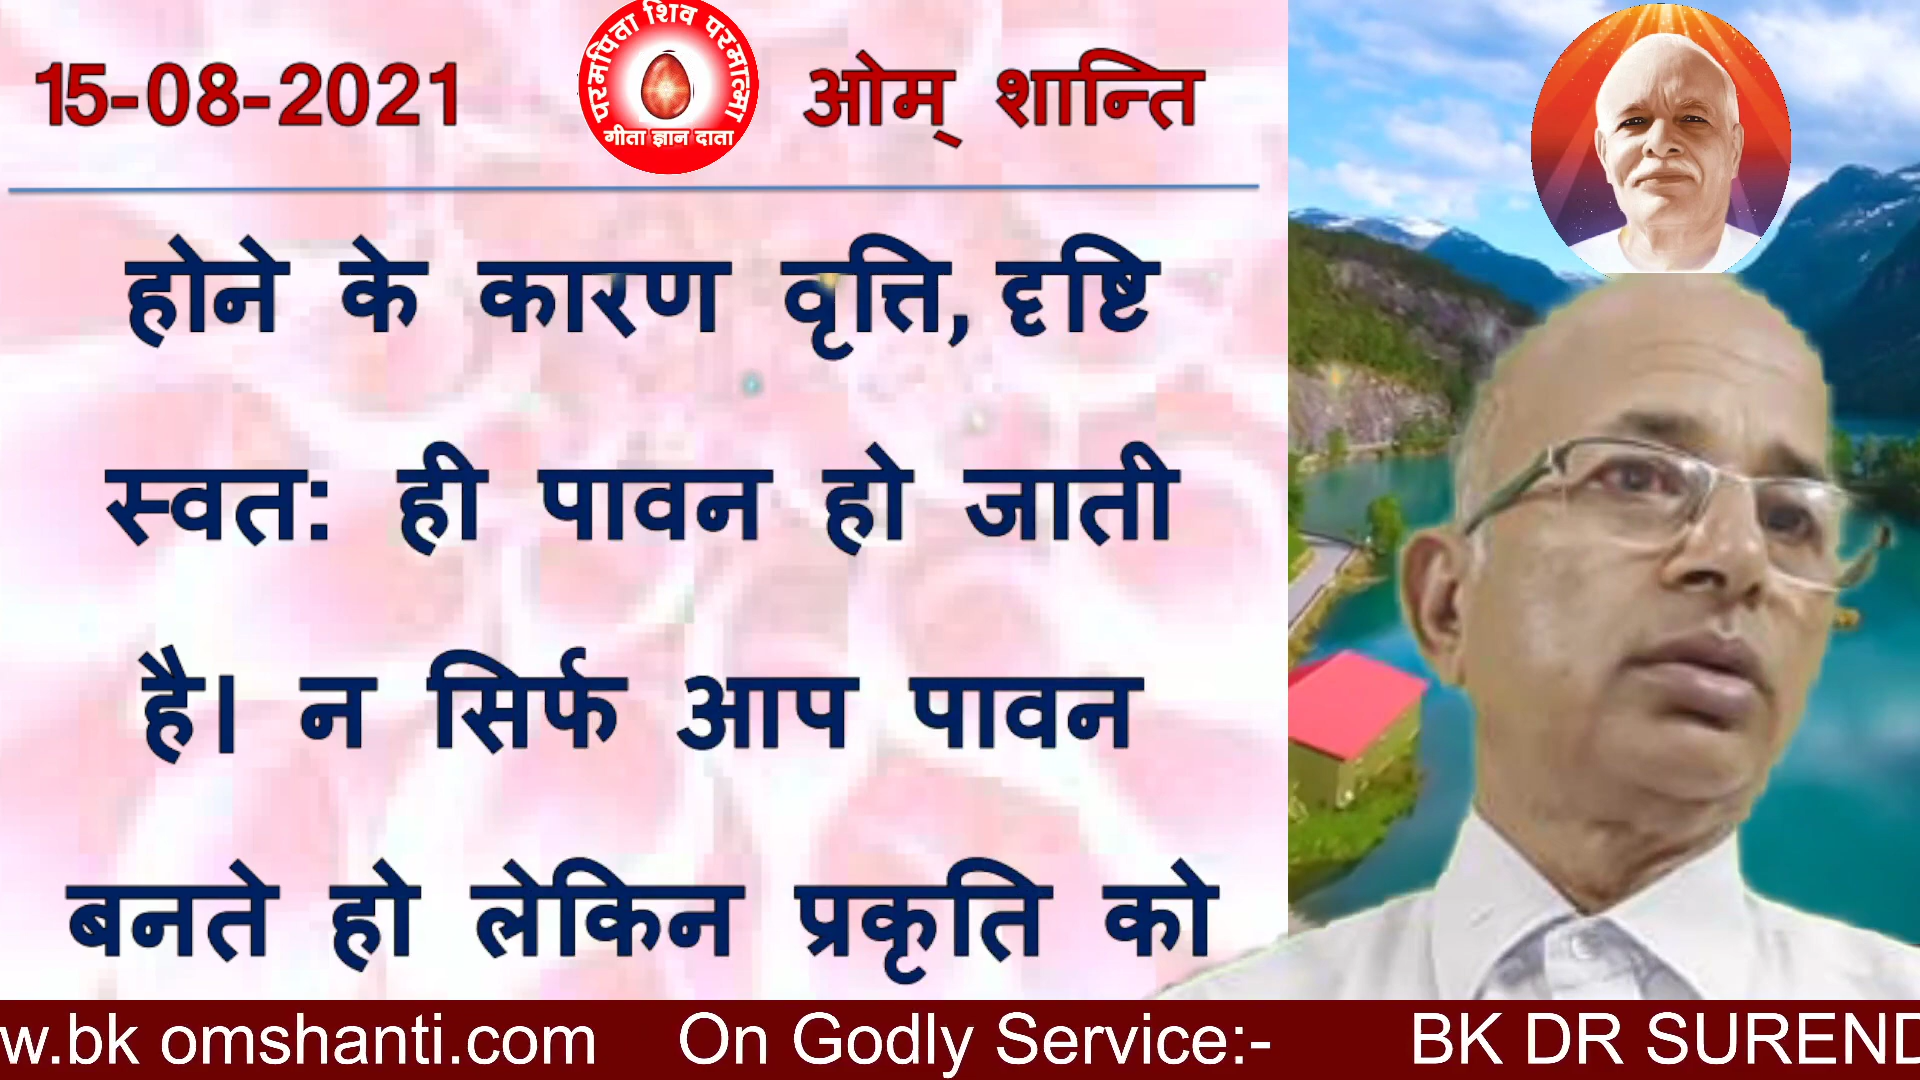 15-08-2021
परमपिता शिव परमात्मा
गीता ज्ञान दाता
ओम् शान्ति
होने के कारण वृत्ति, दृष्टि
स्वत: ही पावन हो जाती
है। न सिर्फ आप पावन
बनते हो लेकिन प्रकृति को
w.bk omshanti.com On Godly Service:- BK DR SUREND